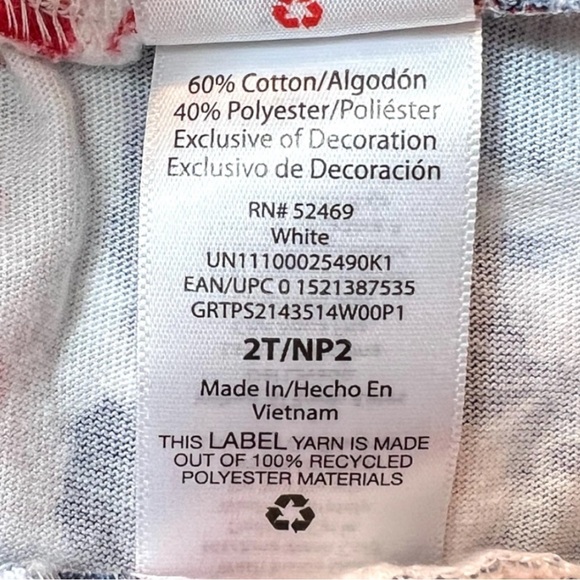 60% Cotton/Algodón
40% Polyester/Poliéster
Exclusive of Decoration
Exclusivo de Decoración
RN# 52469
White
UN11100025490K1
EAN/UPC 0 1521387535
GRTPS2143514W00P1
2T/NP2
Made In/Hecho En
Vietnam
THIS LABEL YARN IS MADE
OUT OF 100% RECYCLED
POLYESTER MATERIALS